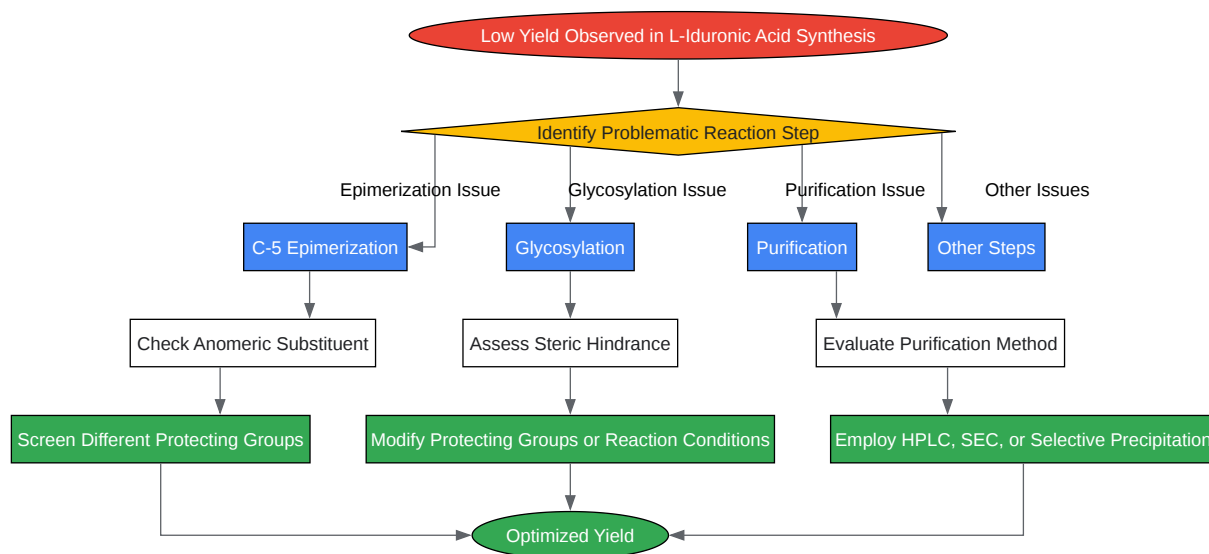 Low Yield Observed in L-Iduronic Acid Synthesis
Identify Problematic Reaction Step
Epimerization Issue
Glycosylation Issue
Purification Issue
Other Issues
C-5 Epimerization
Glycosylation
Purification
Other Steps
Check Anomeric Substituent
Assess Steric Hindrance
Evaluate Purification Method
Screen Different Protecting Groups
Modify Protecting Groups or Reaction Conditions
Employ HPLC, SEC, or Selective Precipitation
Optimized Yield